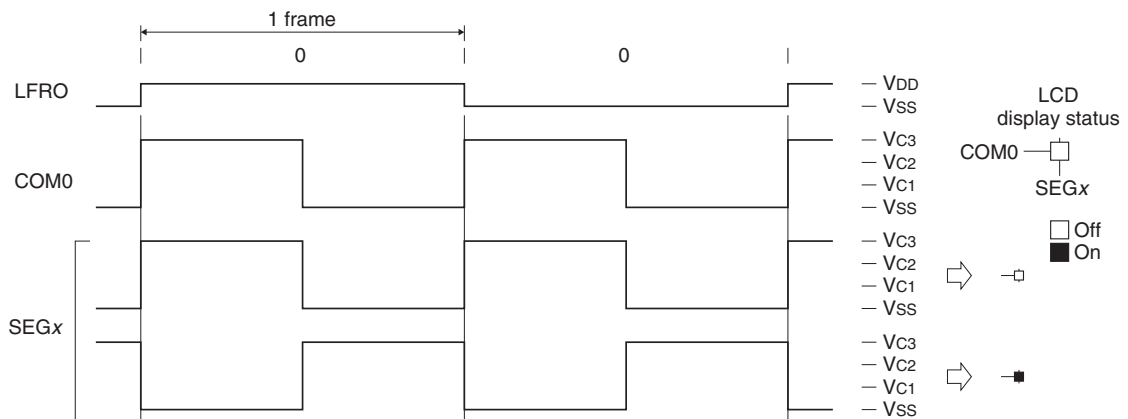 1 frame
0 0
LFRO
VDD
VSS
LCD
display status
COM0
SEGx
COM0
VC3
VC2
VC1
VSS
Off
On
SEGx
VC3
VC2
VC1
VSS
VC3
VC2
VC1
VSS